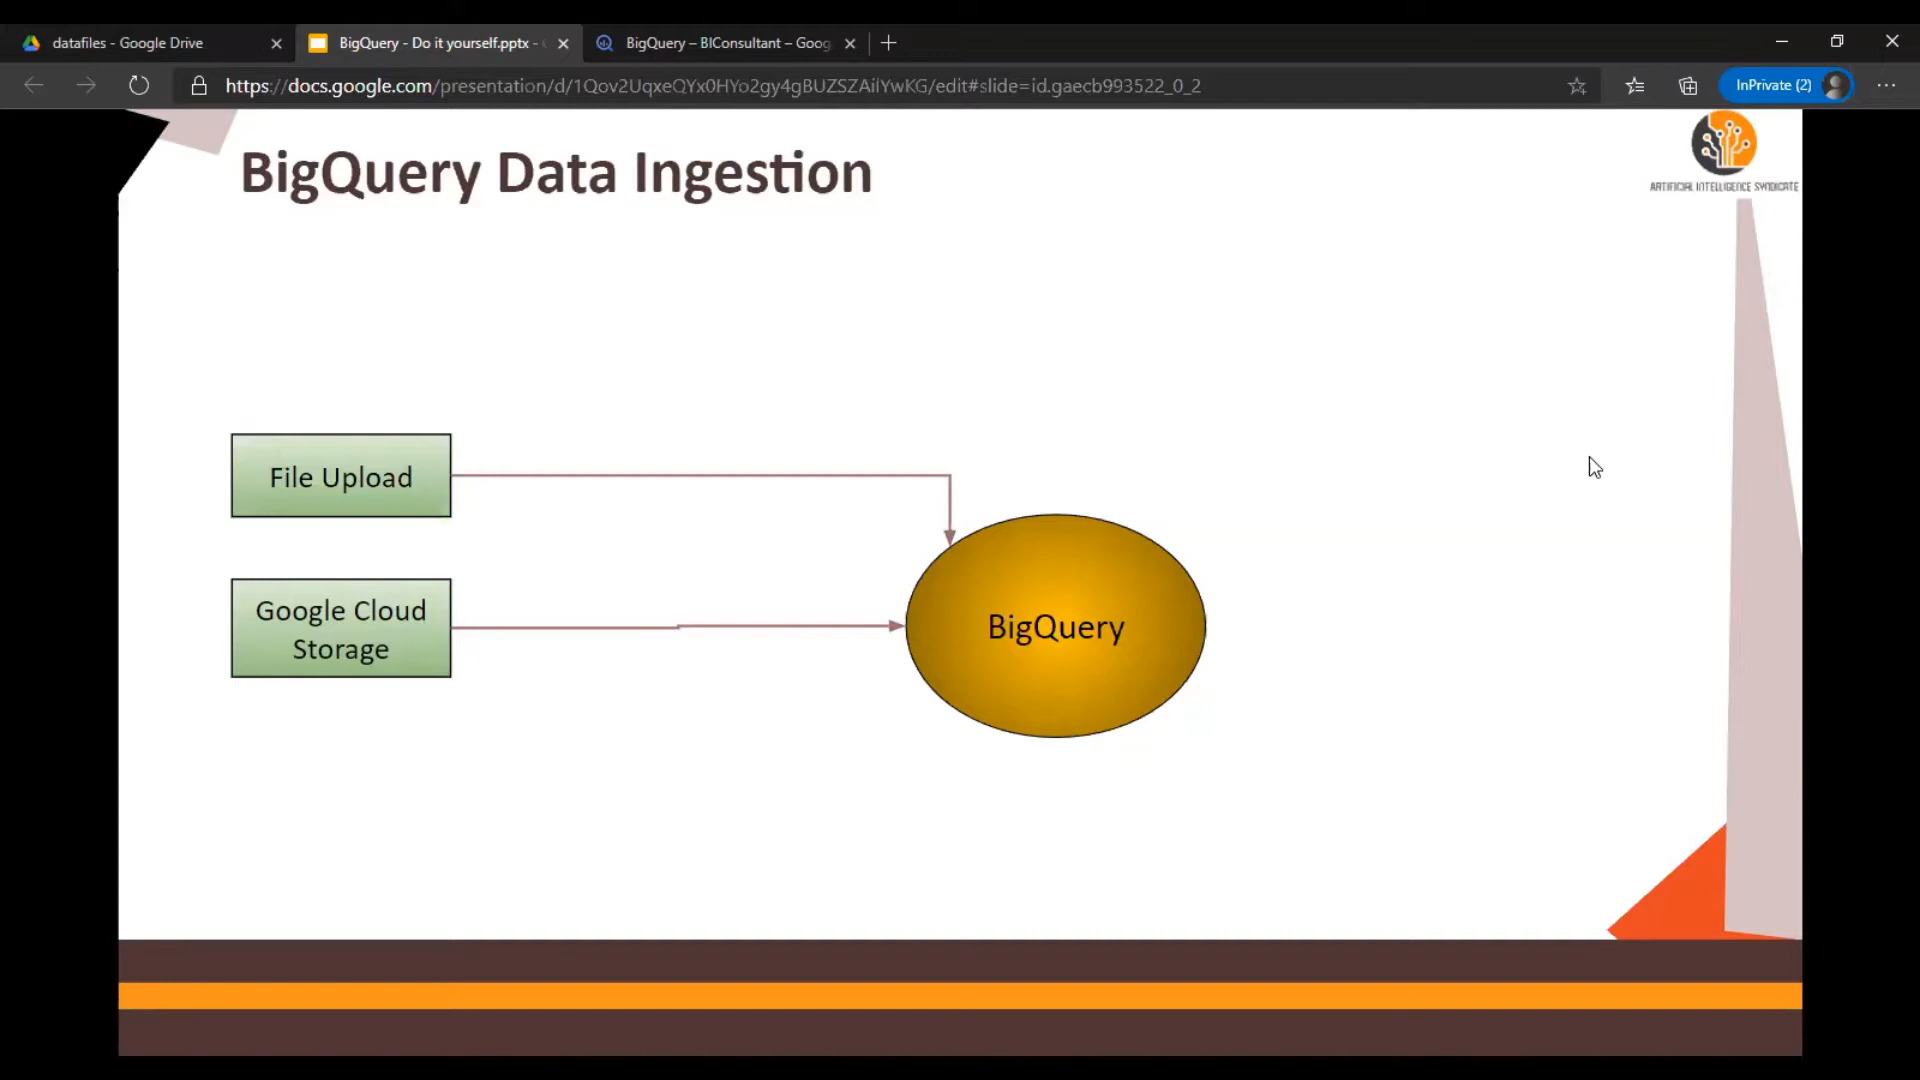 datafiles - Google Drive
BigQuery - Do it yourself.pptx -
BigQuery – BIConsultant – Goog
https://docs.google.com/presentation/d/1Qov2UqxeQYx0HYo2gy4gBUZSZAilYwKG/edit#slide=id.gaecb993522_0_2
InPrivate (2)
BigQuery Data Ingestion
ARTIFICIAL INTELLIGENCE SYNDICATE
File Upload
Google Cloud
Storage
BigQuery